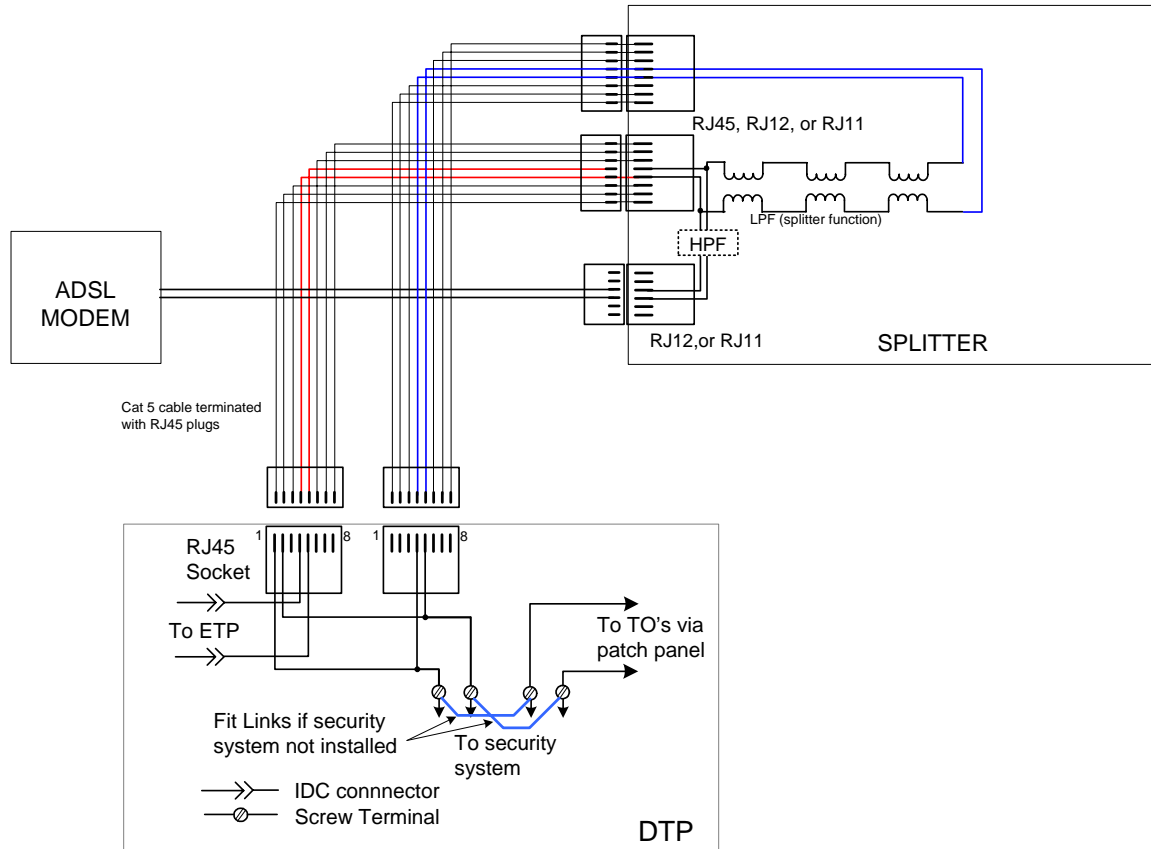 RJ45, RJ12, or RJ11
LPF (splitter function)
HPF
ADSL
MODEM
RJ12,or RJ11
SPLITTER
Cat 5 cable terminated
with RJ45 plugs
1
8
1
8
RJ45
Socket
To ETP
To TO's via
patch panel
Fit Links if security
system not installed
To security
system
IDC connnector
Screw Terminal
DTP